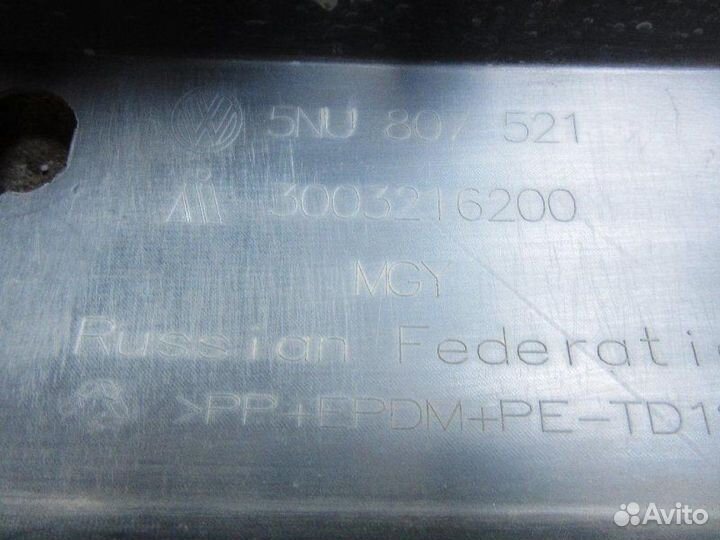 5NU 807 521
3003216200
MGY
Russian Federati
>PP+EPDM+PE-TD1
Avito